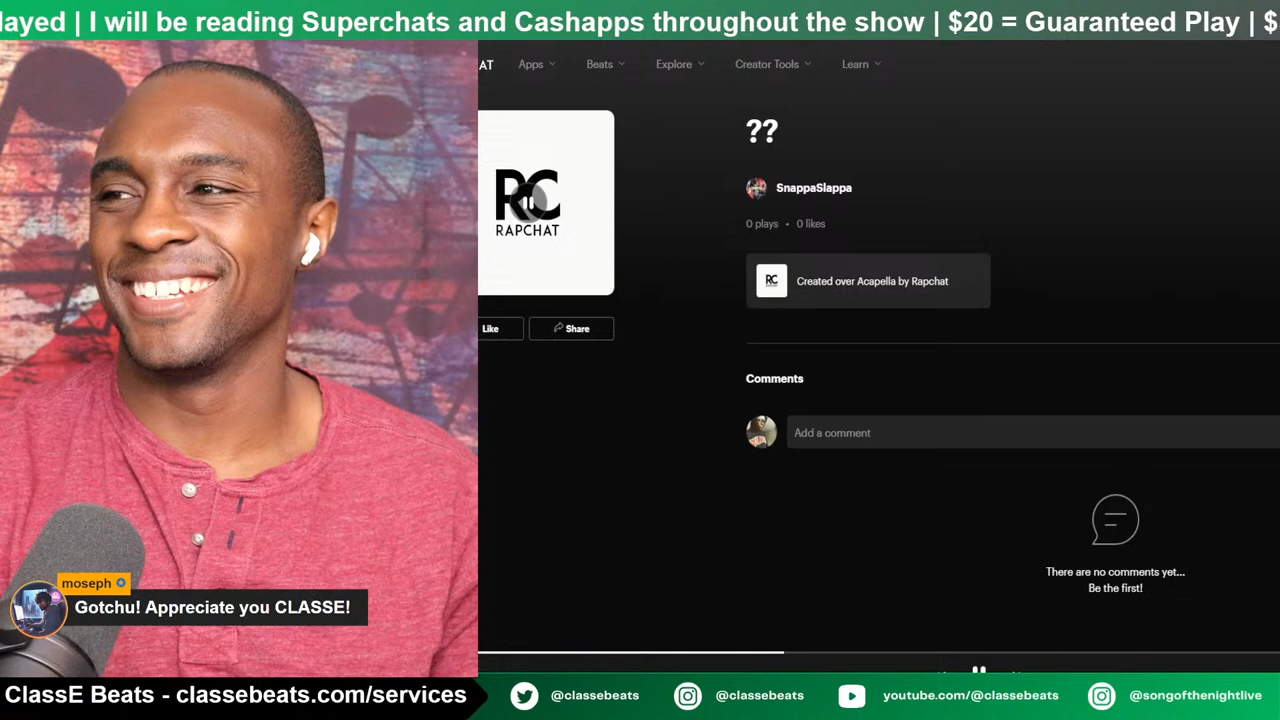 layed | I will be reading Superchats and Cashapps throughout the show | $20 = Guaranteed Play | $
AT Apps Beats Explore Creator Tools Learn
??
RC
RAPCHAT
SnappaSlappa
0 plays • 0 likes
RC Created over Acapella by Rapchat
Like Share
Comments
Add a comment
There are no comments yet...
Be the first!
moseph
Gotchu! Appreciate you CLASSE!
ClassE Beats - classebeats.com/services @classebeats @classebeats youtube.com/@classebeats @songofthenightlive